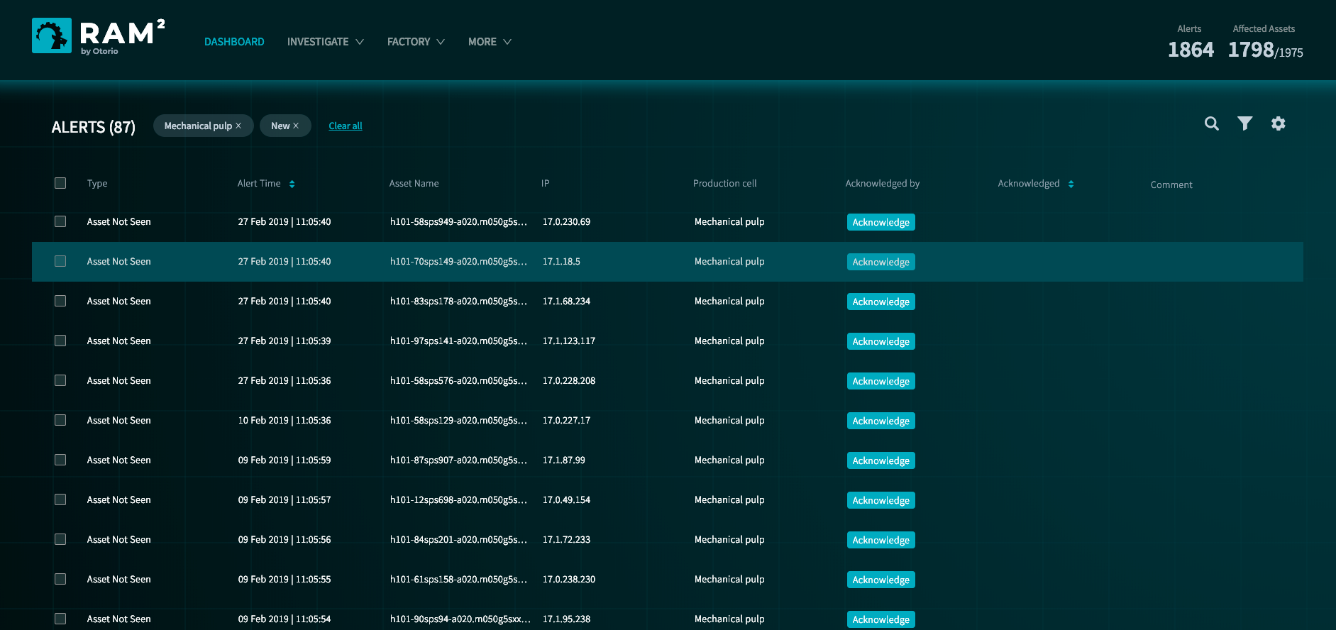 RAM²
by Otorio
DASHBOARD INVESTIGATE FACTORY MORE
Alerts Affected Assets
1864 1798/1975
ALERTS (87) Mechanical pulp × New × Clear all
Type Alert Time Asset Name IP Production cell Acknowledged by Acknowledged Comment
Asset Not Seen 27 Feb 2019 | 11:05:40 h101-58sps949-a020.m050g5s... 17.0.230.69 Mechanical pulp Acknowledge
Asset Not Seen 27 Feb 2019 | 11:05:40 h101-70sps149-a020.m050g5s... 17.1.18.5 Mechanical pulp Acknowledge
Asset Not Seen 27 Feb 2019 | 11:05:40 h101-83sps178-a020.m050g5s... 17.1.68.234 Mechanical pulp Acknowledge
Asset Not Seen 27 Feb 2019 | 11:05:39 h101-97sps141-a020.m050g5s... 17.1.123.117 Mechanical pulp Acknowledge
Asset Not Seen 27 Feb 2019 | 11:05:36 h101-58sps576-a020.m050g5s... 17.0.228.208 Mechanical pulp Acknowledge
Asset Not Seen 10 Feb 2019 | 11:05:36 h101-58sps129-a020.m050g5s... 17.0.227.17 Mechanical pulp Acknowledge
Asset Not Seen 09 Feb 2019 | 11:05:59 h101-87sps907-a020.m050g5s... 17.1.87.99 Mechanical pulp Acknowledge
Asset Not Seen 09 Feb 2019 | 11:05:57 h101-12sps698-a020.m050g5s... 17.0.49.154 Mechanical pulp Acknowledge
Asset Not Seen 09 Feb 2019 | 11:05:56 h101-84sps201-a020.m050g5s... 17.1.72.233 Mechanical pulp Acknowledge
Asset Not Seen 09 Feb 2019 | 11:05:55 h101-61sps158-a020.m050g5s... 17.0.238.230 Mechanical pulp Acknowledge
Asset Not Seen 09 Feb 2019 | 11:05:54 h101-90sps94-a020.m050g5sxx... 17.1.95.238 Mechanical pulp Acknowledge